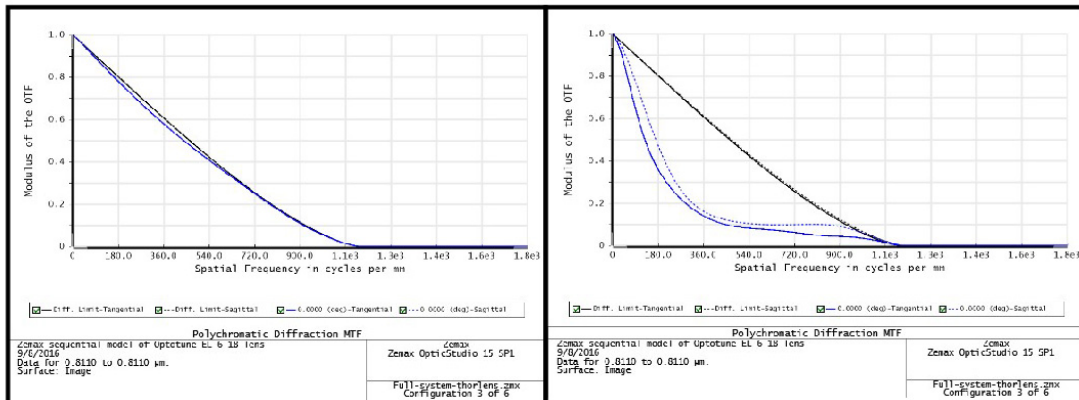 1.0
0.8
0.6
0.4
0.2
0
Modulus of the OTF
0 180.0 360.0 540.0 720.0 900.0 1.1e3 1.3e3 1.4e3 1.6e3 1.8e3
Spatial Frequency in cycles per mm
Diff. Limit-Tangential Diff. Limit-Sagittal 0.0000 (deg)-Tangential 0.0000 (deg)-Sagittal
Polychromatic Diffraction MTF
Zemax sequential model of Optotune EL 6 18 lens
9/8/2016
Data for 0.8110 to 0.8110 µm.
Surface: Image
Zemax
Zemax OpticStudio 15 SP1
Full-system-thorlens.zmx
Configuration 3 of 6
1.0
0.8
0.6
0.4
0.2
0
Modulus of the OTF
0 180.0 360.0 540.0 720.0 900.0 1.1e3 1.3e3 1.4e3 1.6e3 1.8e3
Spatial Frequency in cycles per mm
Diff. Limit-Tangential Diff. Limit-Sagittal 0.0000 (deg)-Tangential 0.0000 (deg)-Sagittal
Polychromatic Diffraction MTF
Zemax sequential model of Optotune EL 6 18 lens
9/8/2016
Data for 0.8110 to 0.8110 µm.
Surface: Image
Zemax
Zemax OpticStudio 15 SP1
Full-system-thorlens.zmx
Configuration 3 of 6